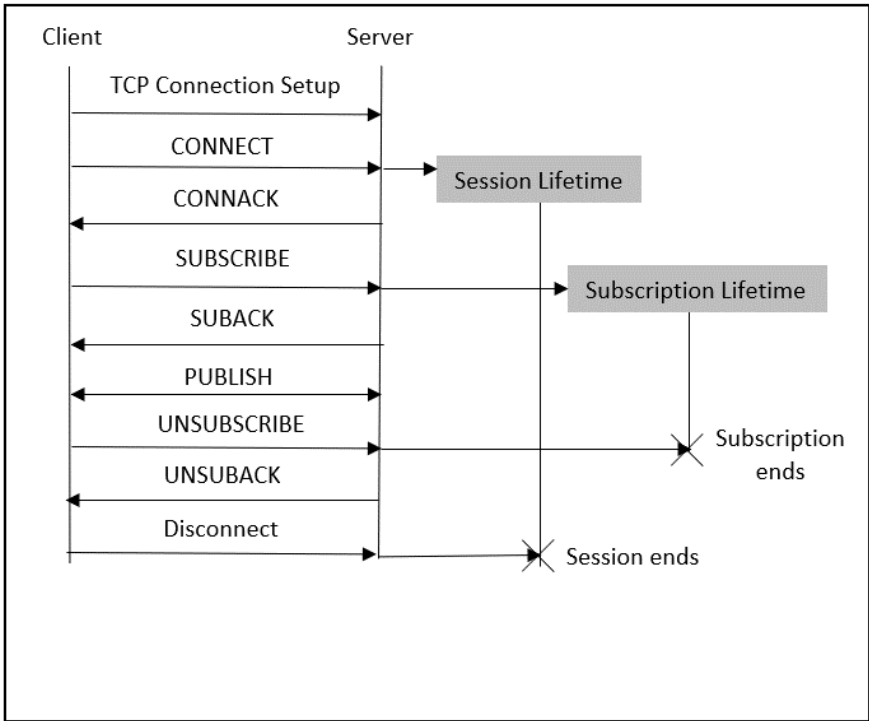 Client Server
TCP Connection Setup
CONNECT
Session Lifetime
CONNACK
SUBSCRIBE
Subscription Lifetime
SUBACK
PUBLISH
UNSUBSCRIBE
Subscription
ends
UNSUBACK
Disconnect
Session ends